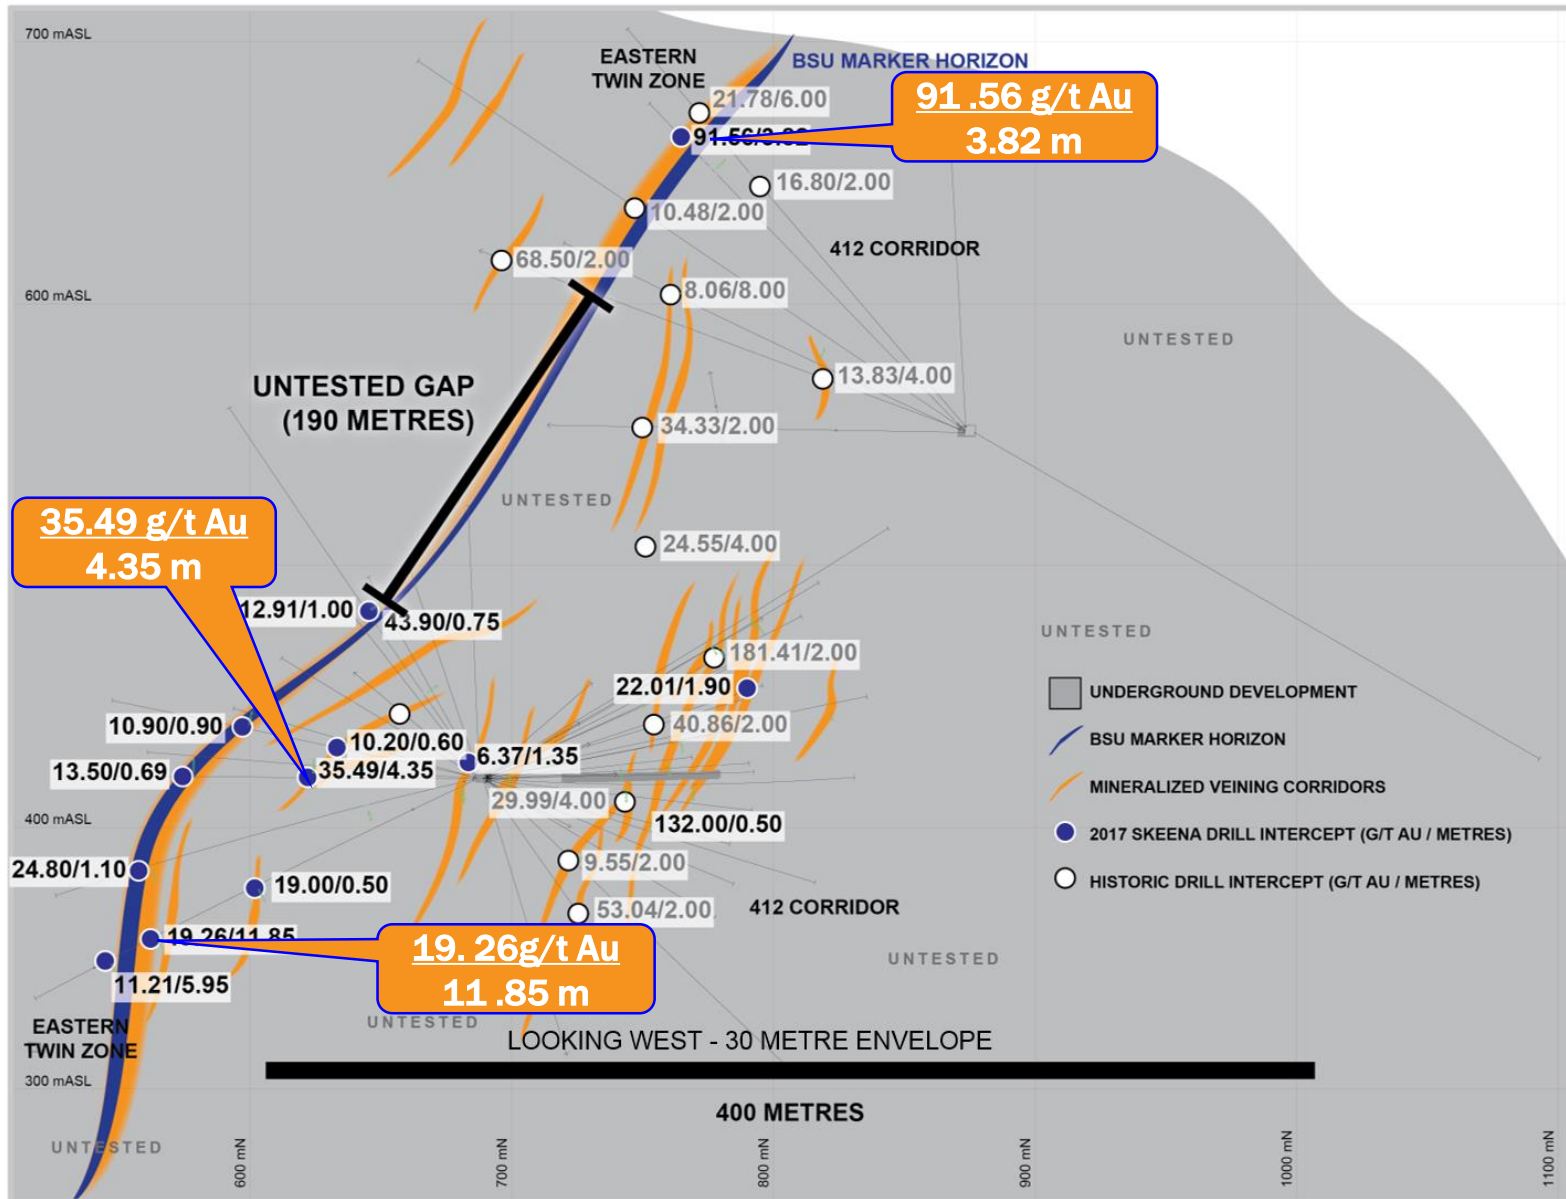 700 mASL
EASTERN
TWIN ZONE
BSU MARKER HORIZON
21.78/6.00
91.56/3.82
91 .56 g/t Au
3.82 m
16.80/2.00
10.48/2.00
412 CORRIDOR
68.50/2.00
600 mASL
8.06/8.00
UNTESTED
UNTESTED GAP
(190 METRES)
13.83/4.00
34.33/2.00
UNTESTED
35.49 g/t Au
4.35 m
24.55/4.00
12.91/1.00
43.90/0.75
UNTESTED
181.41/2.00
22.01/1.90
UNDERGROUND DEVELOPMENT
10.90/0.90
40.86/2.00
10.20/0.60
BSU MARKER HORIZON
6.37/1.35
13.50/0.69
35.49/4.35
MINERALIZED VEINING CORRIDORS
29.99/4.00
400 mASL
132.00/0.50
2017 SKEENA DRILL INTERCEPT (G/T AU / METRES)
24.80/1.10
9.55/2.00
19.00/0.50
HISTORIC DRILL INTERCEPT (G/T AU / METRES)
53.04/2.00
412 CORRIDOR
19.26/11.85
19. 26g/t Au
11 .85 m
UNTESTED
11.21/5.95
UNTESTED
EASTERN
TWIN ZONE
LOOKING WEST - 30 METRE ENVELOPE
300 mASL
400 METRES
UNTESTED
600 mN
700 mN
800 mN
900 mN
1000 mN
1100 mN